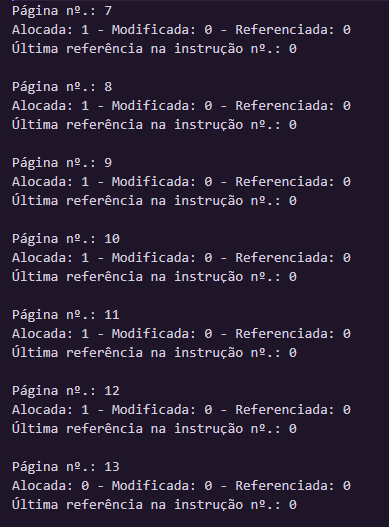 Página nº.: 7
Alocada: 1 - Modificada: 0 - Referenciada: 0
Última referência na instrução nº.: 0
Página nº.: 8
Alocada: 1 - Modificada: 0 - Referenciada: 0
Última referência na instrução nº.: 0
Página nº.: 9
Alocada: 1 - Modificada: 0 - Referenciada: 0
Última referência na instrução nº.: 0
Página nº.: 10
Alocada: 1 - Modificada: 0 - Referenciada: 0
Última referência na instrução nº.: 0
Página nº.: 11
Alocada: 1 - Modificada: 0 - Referenciada: 0
Última referência na instrução nº.: 0
Página nº.: 12
Alocada: 1 - Modificada: 0 - Referenciada: 0
Última referência na instrução nº.: 0
Página nº.: 13
Alocada: 0 - Modificada: 0 - Referenciada: 0
Última referência na instrução nº.: 0